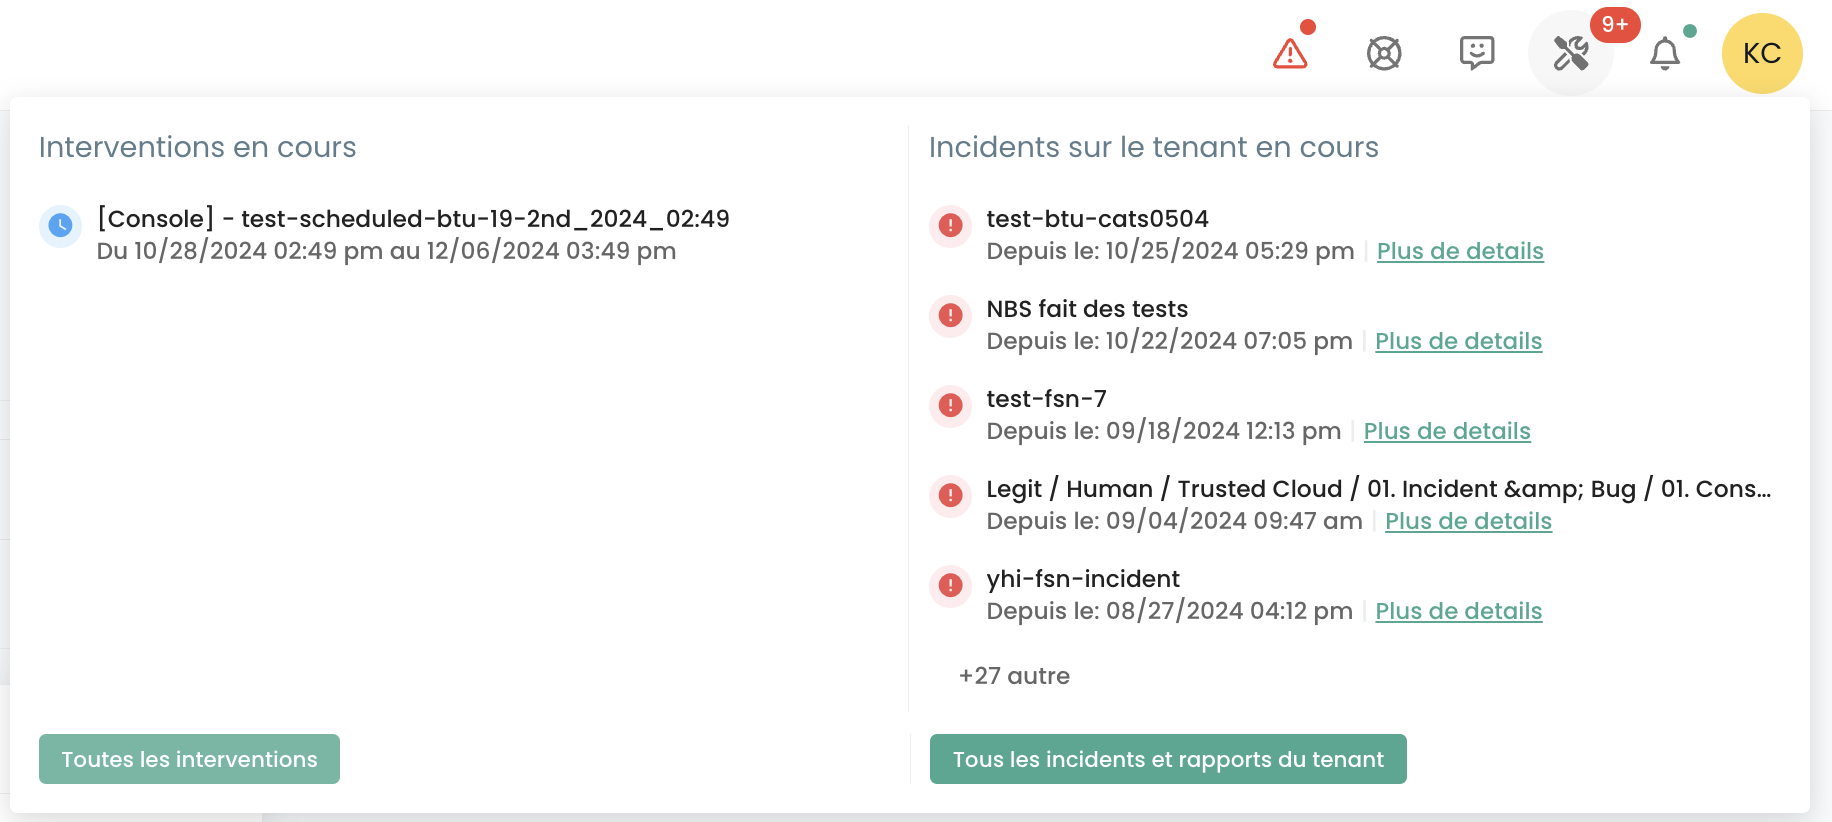 9+
KC
Interventions en cours
[Console] - test-scheduled-btu-19-2nd_2024_02:49
Du 10/28/2024 02:49 pm au 12/06/2024 03:49 pm
Toutes les interventions
Incidents sur le tenant en cours
test-btu-cats0504
Depuis le: 10/25/2024 05:29 pm | Plus de details
NBS fait des tests
Depuis le: 10/22/2024 07:05 pm | Plus de details
test-fsn-7
Depuis le: 09/18/2024 12:13 pm | Plus de details
Legit / Human / Trusted Cloud / 01. Incident &amp; Bug / 01. Cons...
Depuis le: 09/04/2024 09:47 am | Plus de details
yhi-fsn-incident
Depuis le: 08/27/2024 04:12 pm | Plus de details
+27 autre
Tous les incidents et rapports du tenant